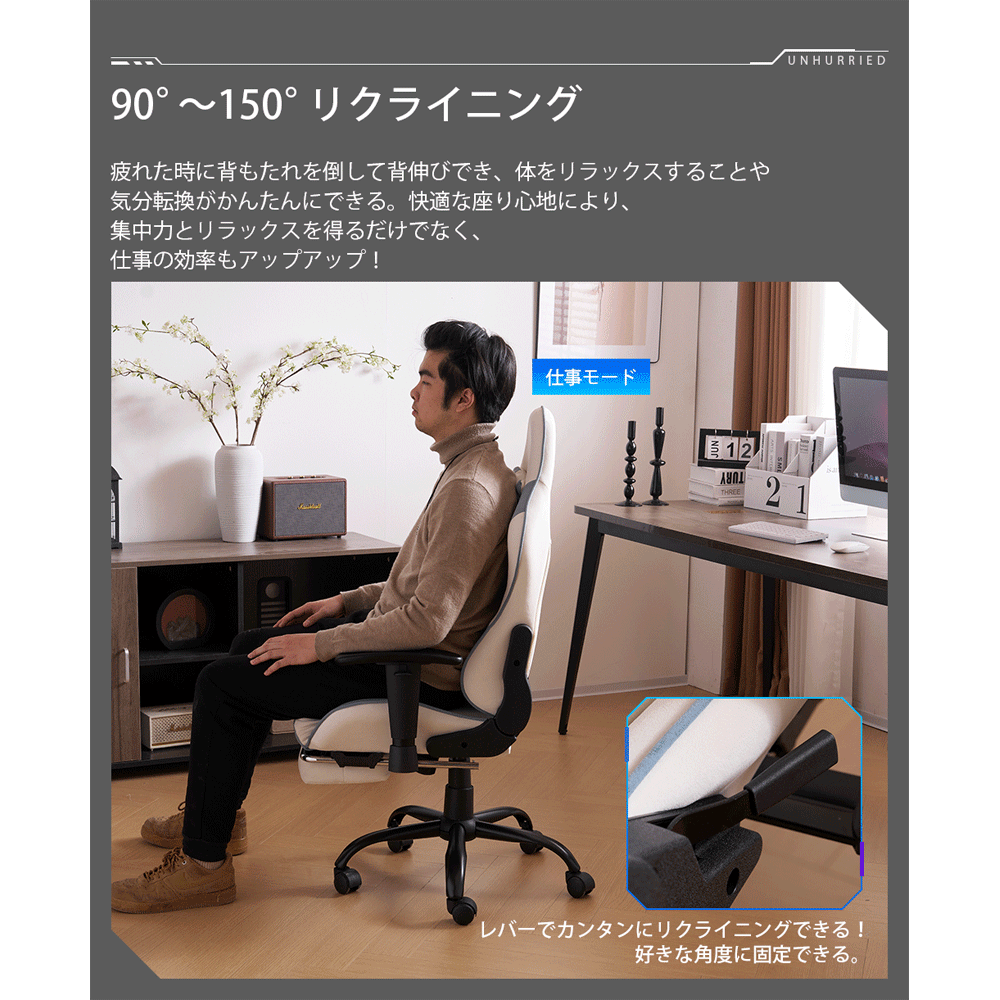 UNHURRIED
90°～150°リクライニング
疲れた時に背もたれを倒して背伸びでき、体をリラックスすることや
気分転換がかんたんにできる。快適な座り心地により、
集中力とリラックスを得るだけでなく、
仕事の効率もアップアップ！
仕事モード
JUN 12
TURY
THREE
21
Marshall
レバーでカンタンにリクライニングできる！
好きな角度に固定できる。